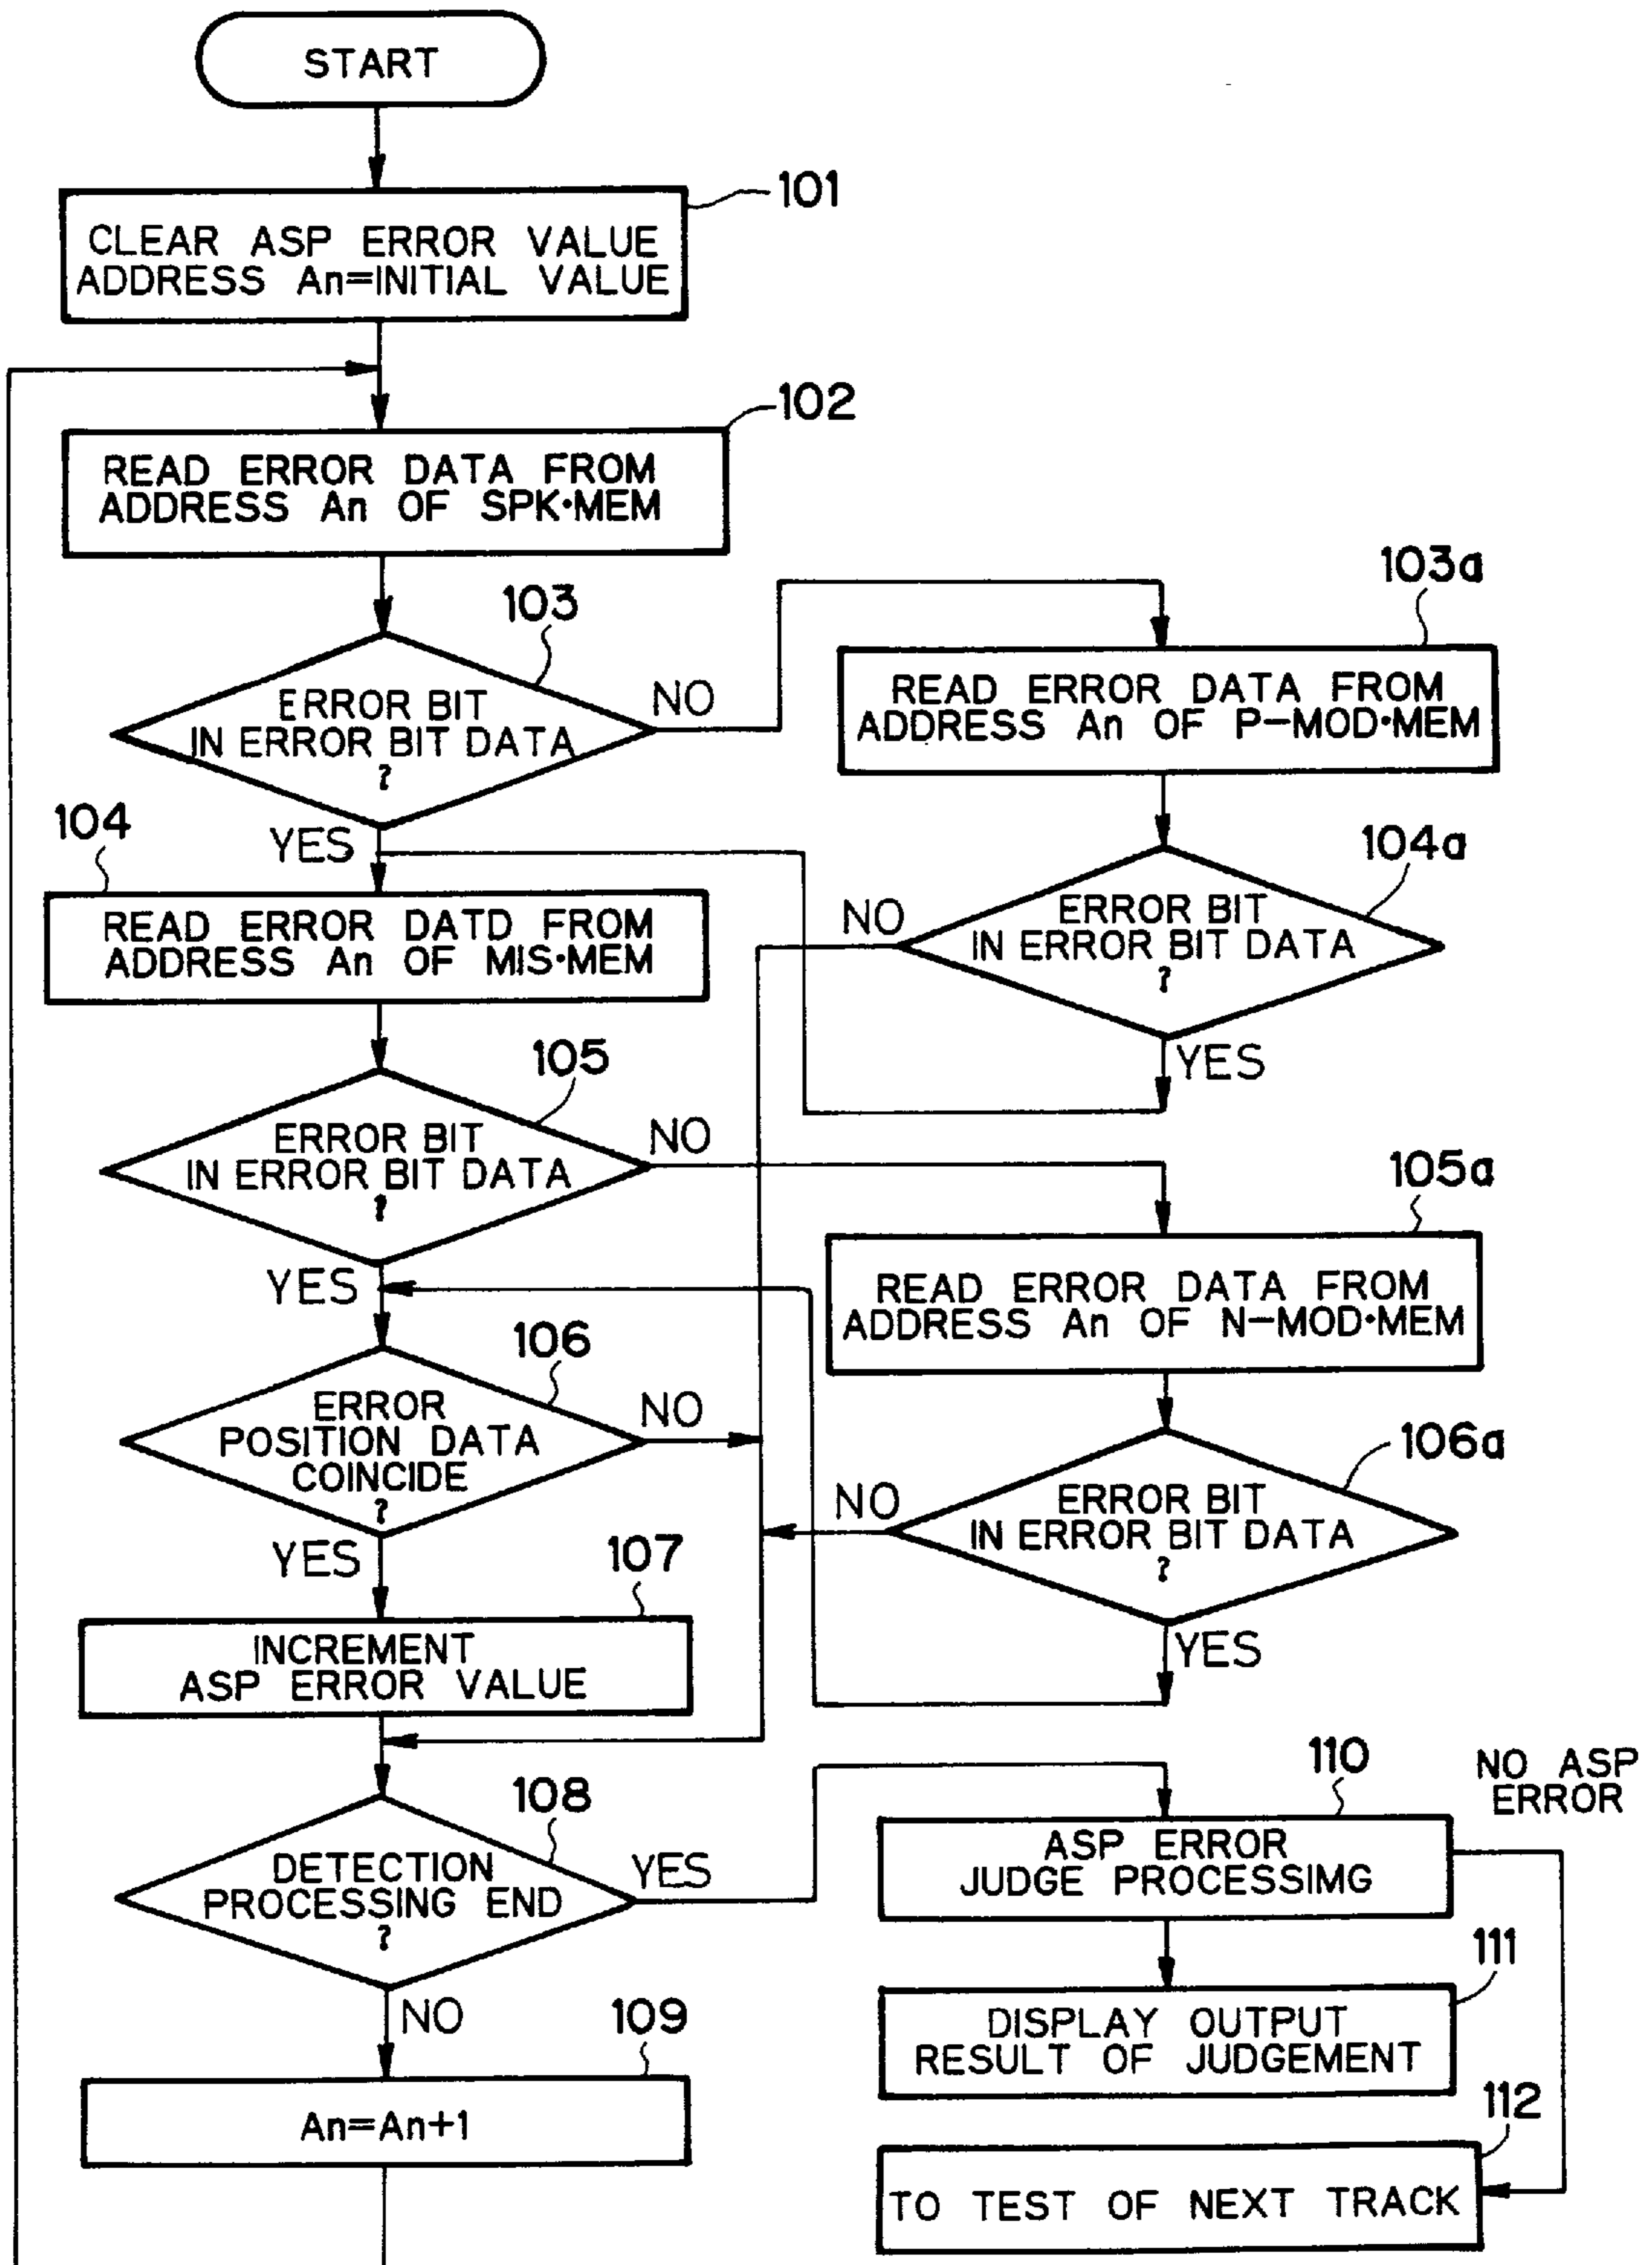 START
101
CLEAR ASP ERROR VALUE
ADDRESS An=INITIAL VALUE
102
READ ERROR DATA FROM
ADDRESS An OF SPK·MEM
103
ERROR BIT
IN ERROR BIT DATA
?
NO
YES
103a
READ ERROR DATA FROM
ADDRESS An OF P-MOD·MEM
104
READ ERROR DATD FROM
ADDRESS An OF MIS·MEM
104a
ERROR BIT
IN ERROR BIT DATA
?
NO
YES
105
ERROR BIT
IN ERROR BIT DATA
?
NO
YES
105a
READ ERROR DATA FROM
ADDRESS An OF N-MOD·MEM
106
ERROR
POSITION DATA
COINCIDE
?
NO
YES
106a
ERROR BIT
IN ERROR BIT DATA
?
NO
YES
107
INCREMENT
ASP ERROR VALUE
108
DETECTION
PROCESSING END
?
YES
NO
110
ASP ERROR
JUDGE PROCESSIMG
NO ASP
ERROR
111
DISPLAY OUTPUT
RESULT OF JUDGEMENT
109
An=An+1
112
TO TEST OF NEXT TRACK